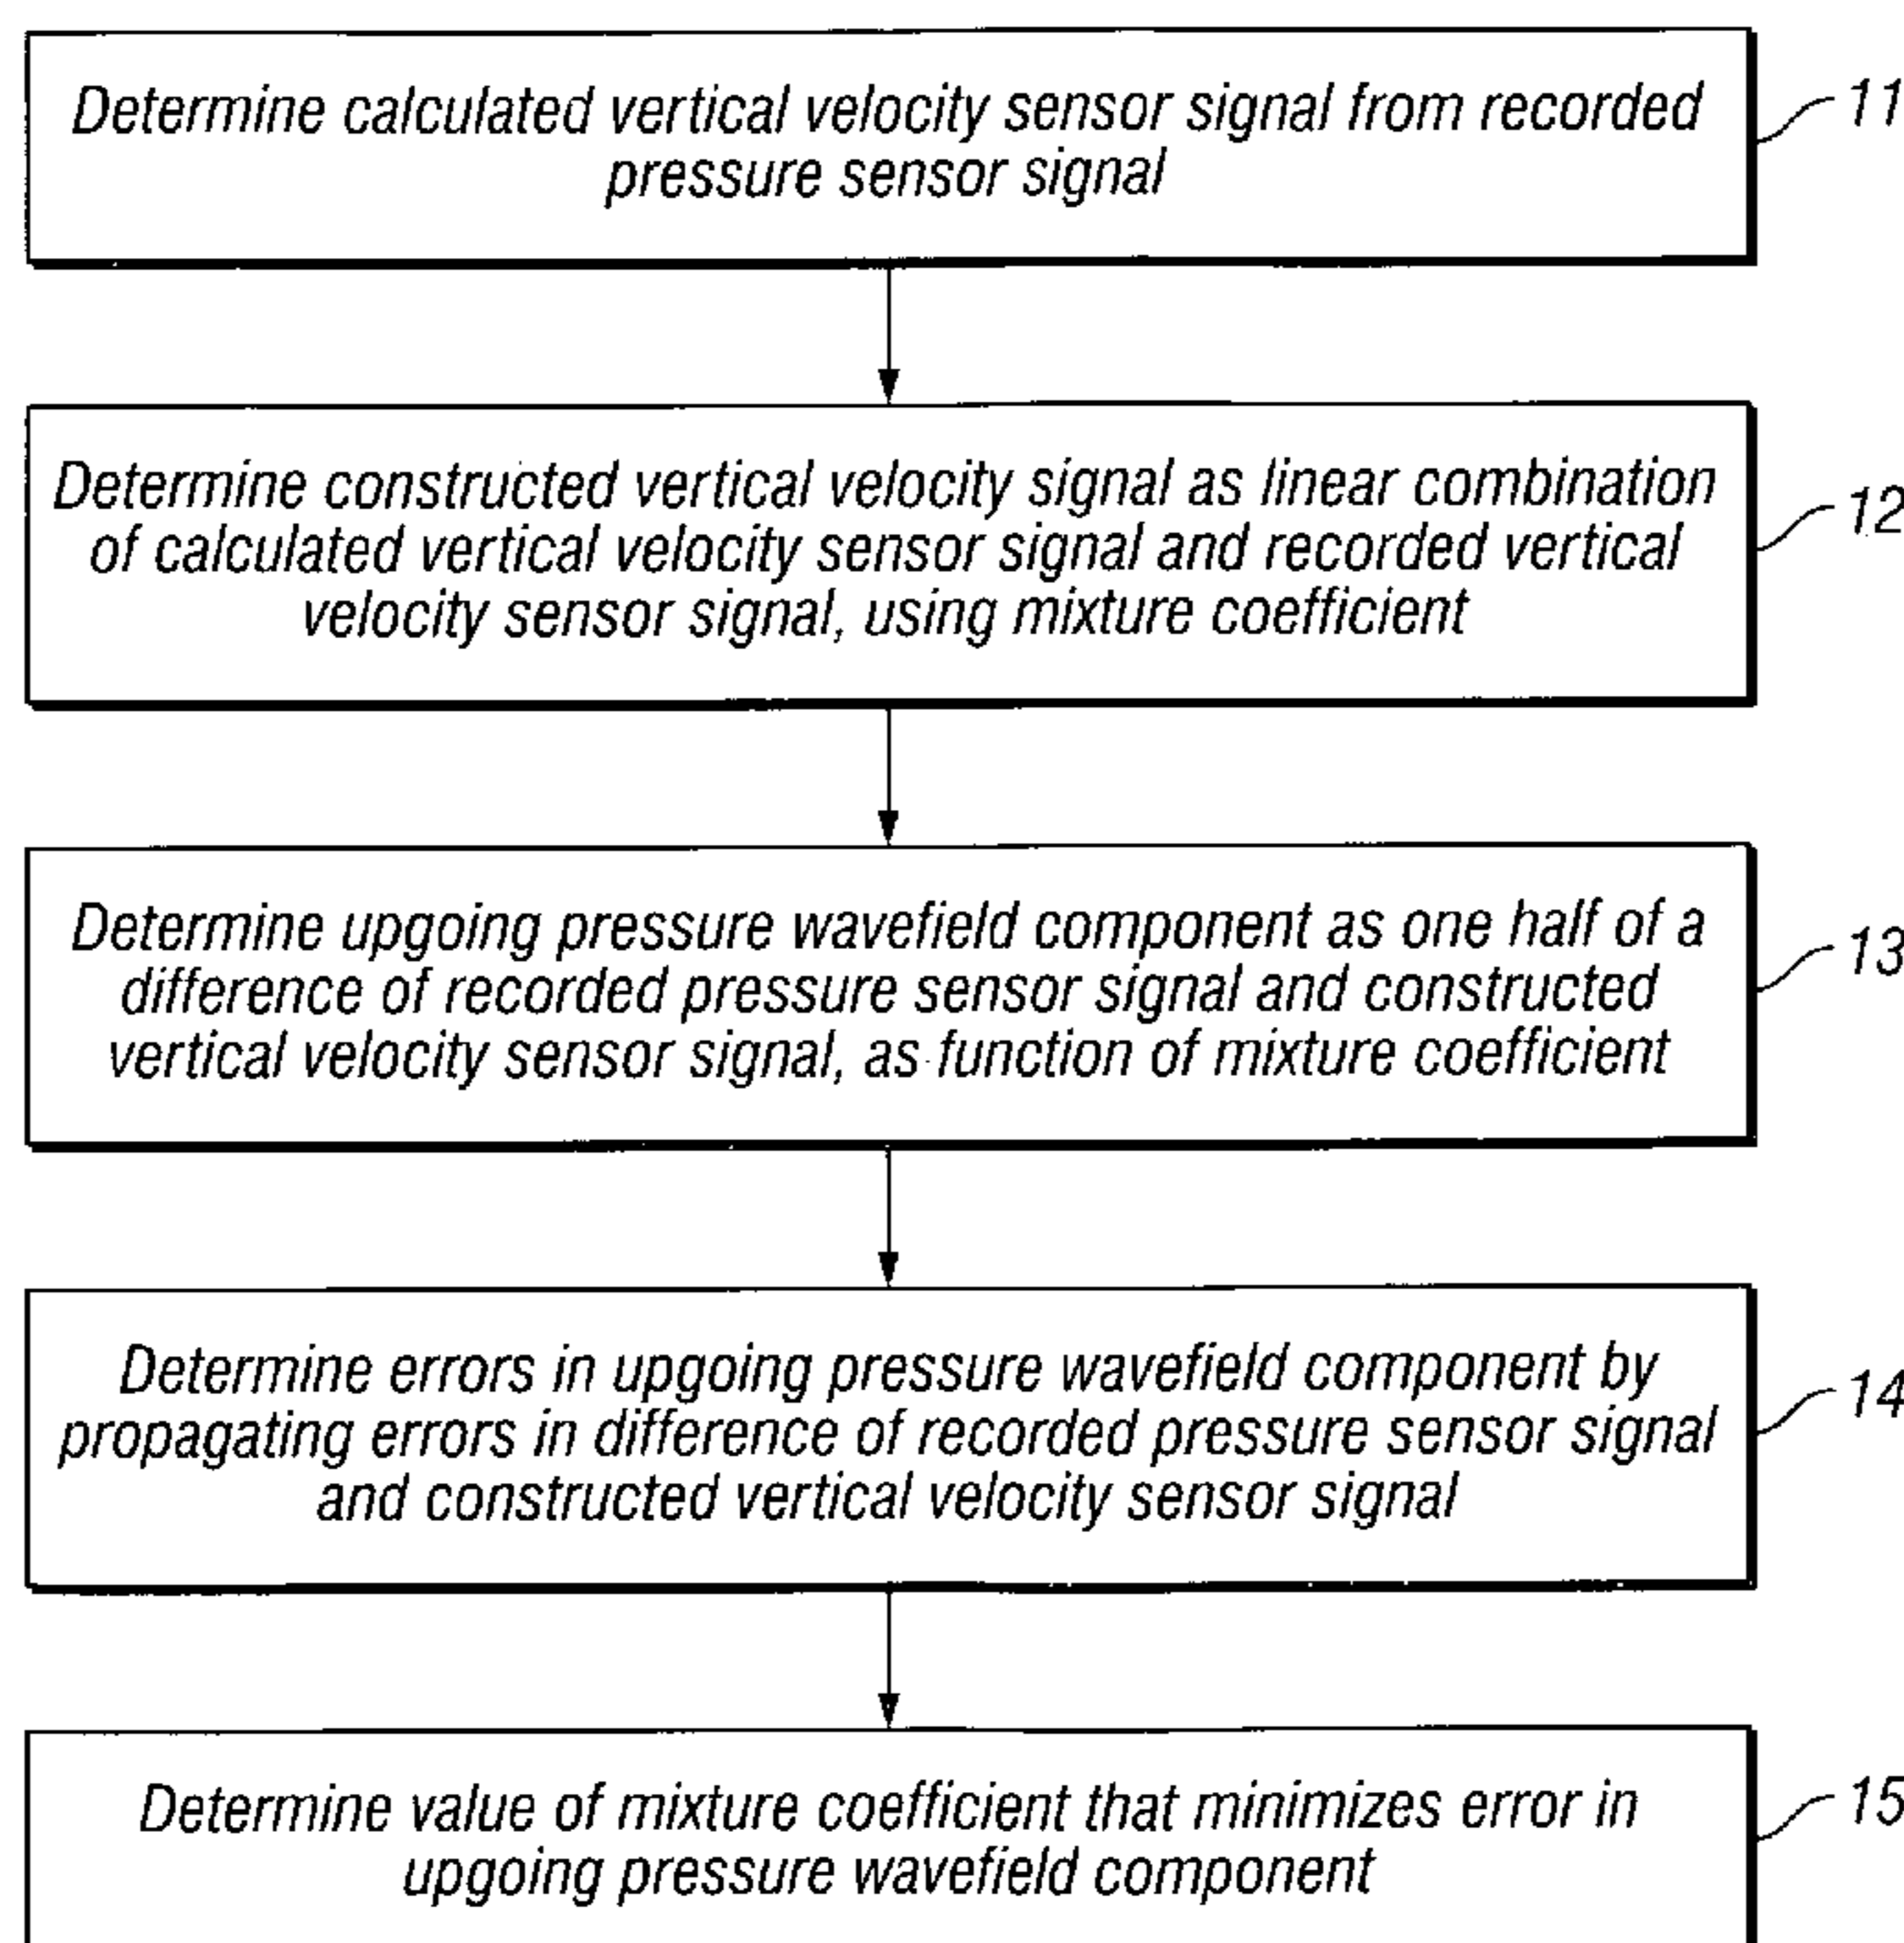 Determine calculated vertical velocity sensor signal from recorded
pressure sensor signal
11
Determine constructed vertical velocity signal as linear combination
of calculated vertical velocity sensor signal and recorded vertical
velocity sensor signal, using mixture coefficient
12
Determine upgoing pressure wavefield component as one half of a
difference of recorded pressure sensor signal and constructed
vertical velocity sensor signal, as function of mixture coefficient
13
Determine errors in upgoing pressure wavefield component by
propagating errors in difference of recorded pressure sensor signal
and constructed vertical velocity sensor signal
14
Determine value of mixture coefficient that minimizes error in
upgoing pressure wavefield component
15